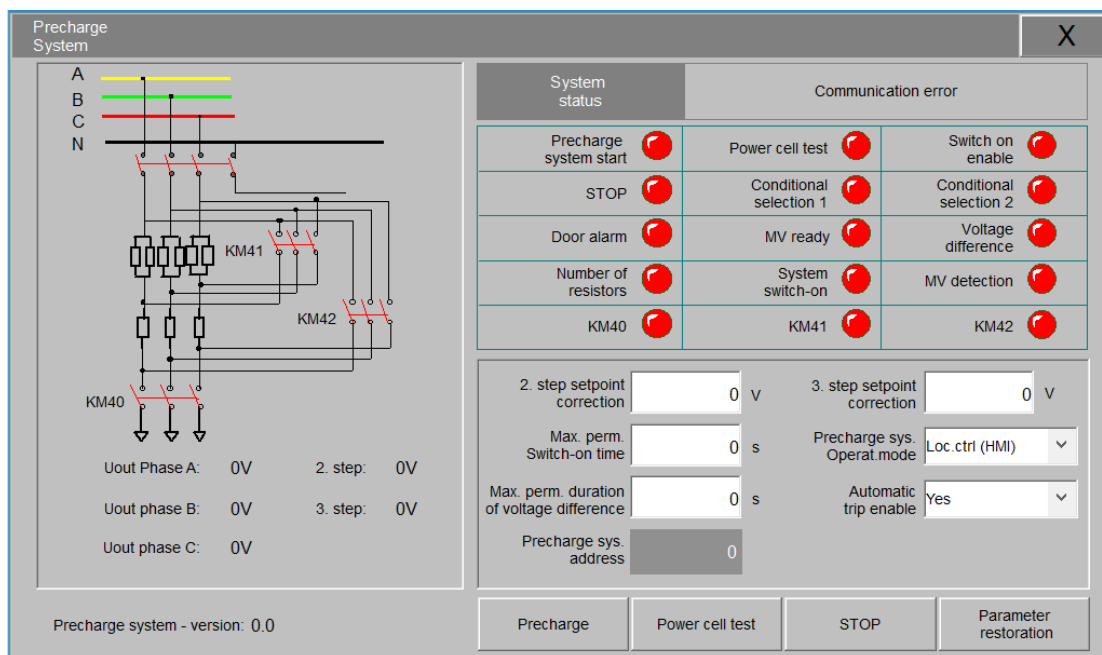 Precharge
System
X
A
B
C
N
KM41
KM42
KM40
Uout Phase A: 0V 2. step: 0V
Uout phase B: 0V 3. step: 0V
Uout phase C: 0V
Precharge system - version: 0.0
System
status
Communication error
Precharge
system start
Power cell test
Switch on
enable
STOP
Conditional
selection 1
Conditional
selection 2
Door alarm
MV ready
Voltage
difference
Number of
resistors
System
switch-on
MV detection
KM40
KM41
KM42
2. step setpoint
correction
0 V
3. step setpoint
correction
0 V
Max. perm.
Switch-on time
0 s
Precharge sys.
Operat.mode
Loc.ctrl (HMI)
Max. perm. duration
of voltage difference
0 s
Automatic
trip enable
Yes
Precharge sys.
address
0
Precharge
Power cell test
STOP
Parameter
restoration